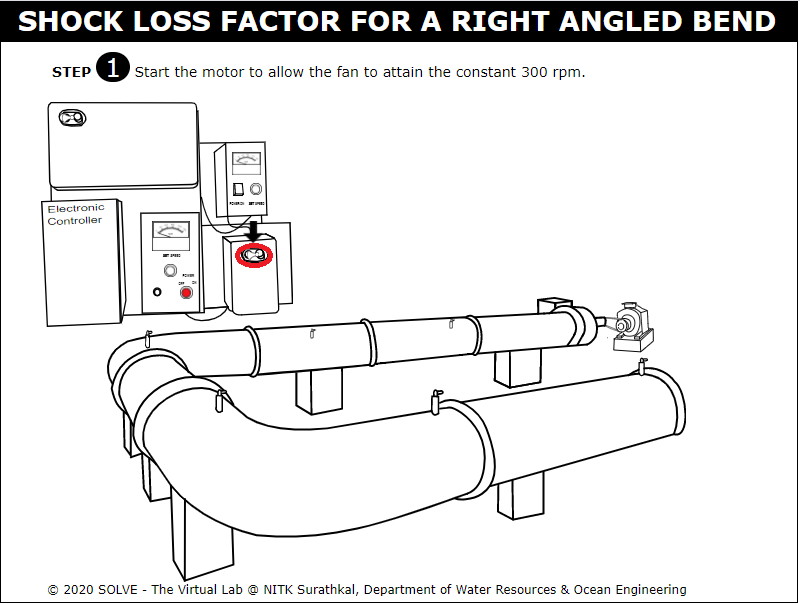 SHOCK LOSS FACTOR FOR A RIGHT ANGLED BEND
STEP 1 Start the motor to allow the fan to attain the constant 300 rpm.
POWER ON SET SPEED
Electronic
Controller
SET SPEED
POWER
OFF ON
© 2020 SOLVE - The Virtual Lab @ NITK Surathkal, Department of Water Resources & Ocean Engineering